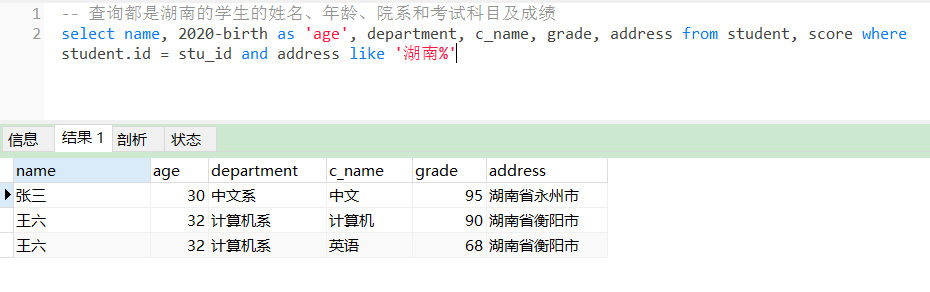 1 -- 查询都是湖南的学生的姓名、年龄、院系和考试科目及成绩
2 select name, 2020-birth as 'age', department, c_name, grade, address from student, score where
student.id = stu_id and address like '湖南%'
信息 结果 1 剖析 状态
name age department c_name grade address
张三 30 中文系 中文 95 湖南省永州市
王六 32 计算机系 计算机 90 湖南省衡阳市
王六 32 计算机系 英语 68 湖南省衡阳市